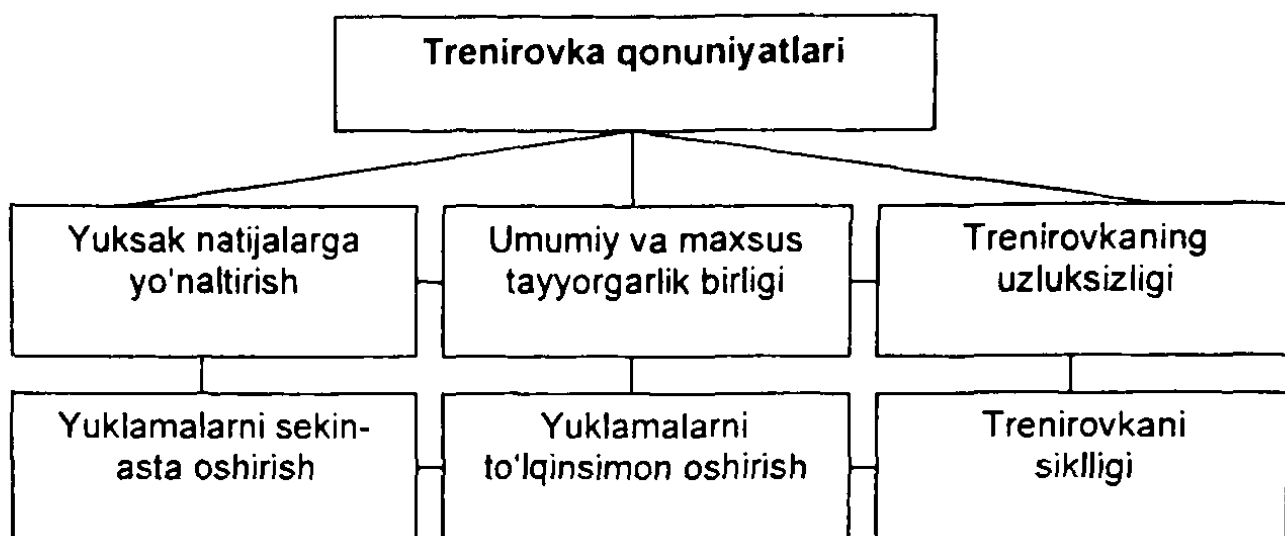 Trenirovka qonuniyatlari
Yuksak natijalarga
yo'naltirish
Umumiy va maxsus
tayyorgarlik birligi
Trenirovkaning
uzluksizligi
Yuklamalarni sekin-
asta oshirish
Yuklamalarni
to'lqinsimon oshirish
Trenirovkani
siklligi